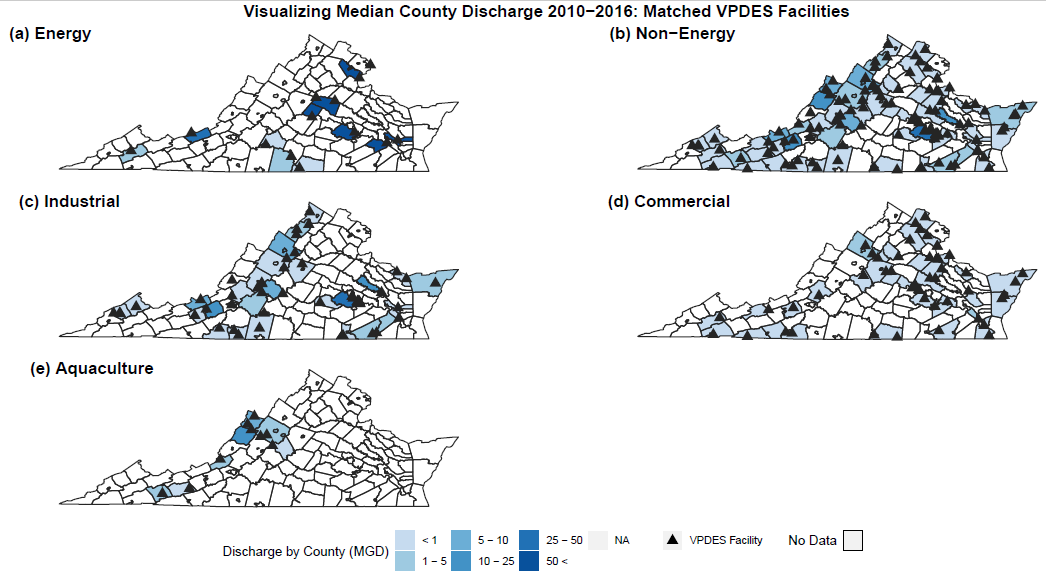 Visualizing Median County Discharge 2010−2016: Matched VPDES Facilities
(a) Energy
(b) Non−Energy
(c) Industrial
(d) Commercial
(e) Aquaculture
Discharge by County (MGD)
< 1
1 − 5
5 − 10
10 − 25
25 − 50
50 <
NA
VPDES Facility
No Data